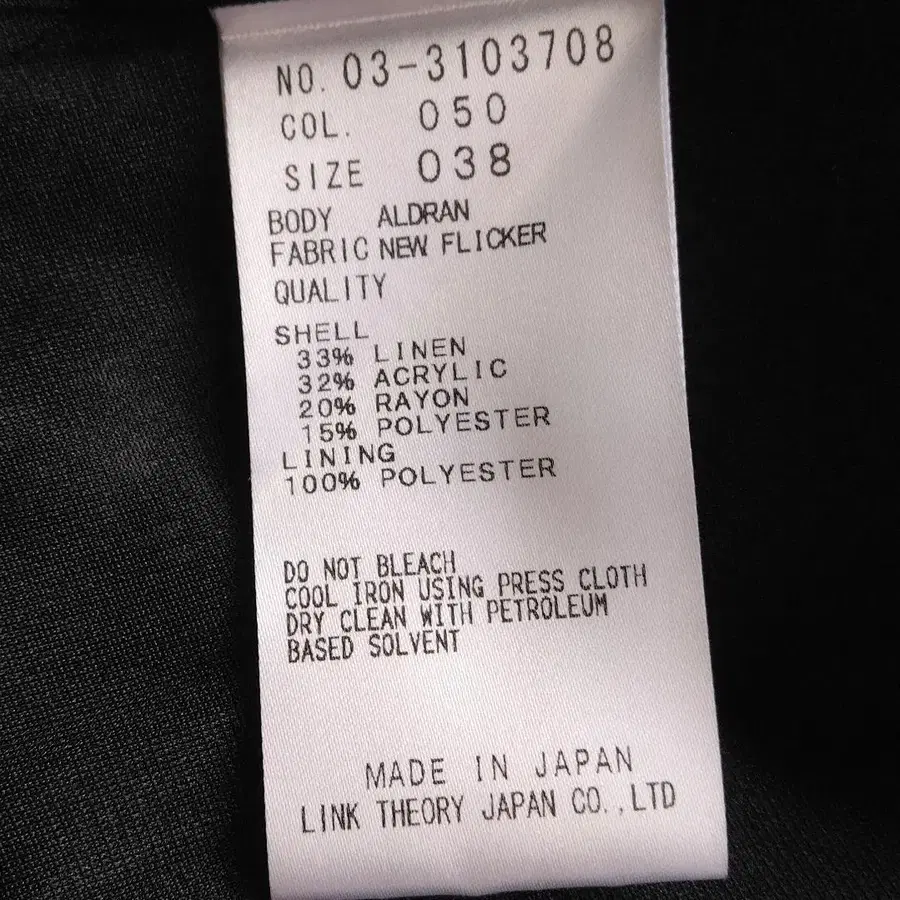 NO. 03-3103708
COL. 050
SIZE 038
BODY ALDRAN
FABRIC NEW FLICKER
QUALITY
SHELL
33% LINEN
32% ACRYLIC
20% RAYON
15% POLYESTER
LINING
100% POLYESTER
DO NOT BLEACH
COOL IRON USING PRESS CLOTH
DRY CLEAN WITH PETROLEUM
BASED SOLVENT
MADE IN JAPAN
LINK THEORY JAPAN CO.,LTD